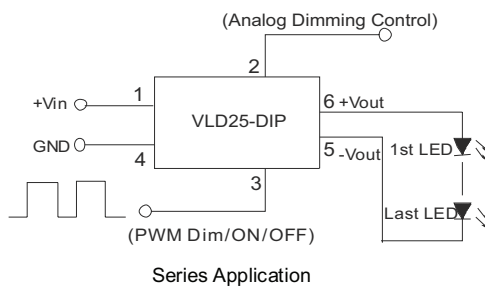 (Analog Dimming Control)
2
+Vin
1
VLD25-DIP
6 +Vout
GND
4
5 -Vout
1st LED
3
Last LED
(PWM Dim/ON/OFF)
Series Application